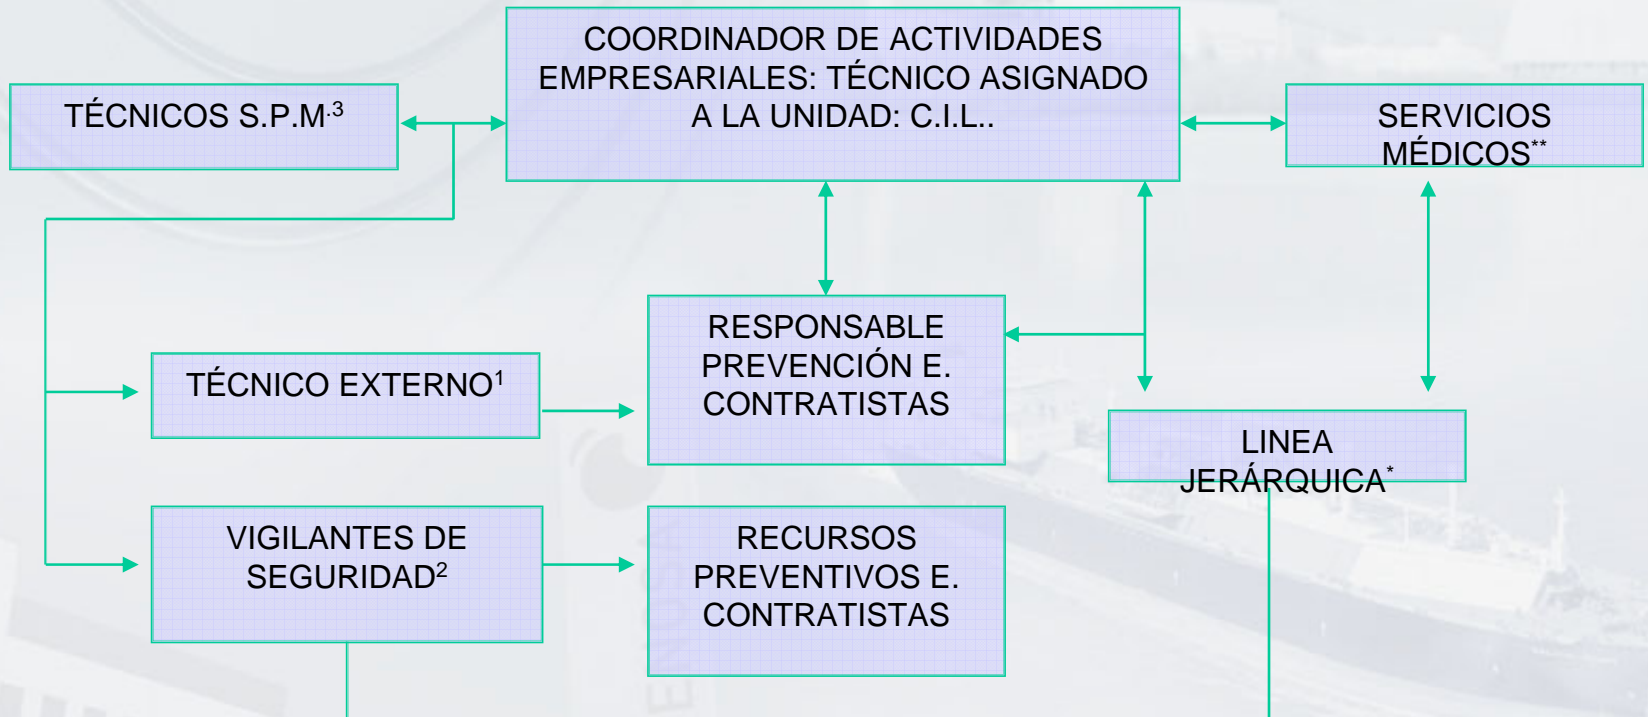 COORDINADOR DE ACTIVIDADES
EMPRESARIALES: TÉCNICO ASIGNADO
A LA UNIDAD: C.I.L..
TÉCNICOS S.P.M.³
SERVICIOS
MÉDICOS**
RESPONSABLE
PREVENCIÓN E.
CONTRATISTAS
TÉCNICO EXTERNO¹
LINEA
JERÁRQUICA*
VIGILANTES DE
SEGURIDAD²
RECURSOS
PREVENTIVOS E.
CONTRATISTAS